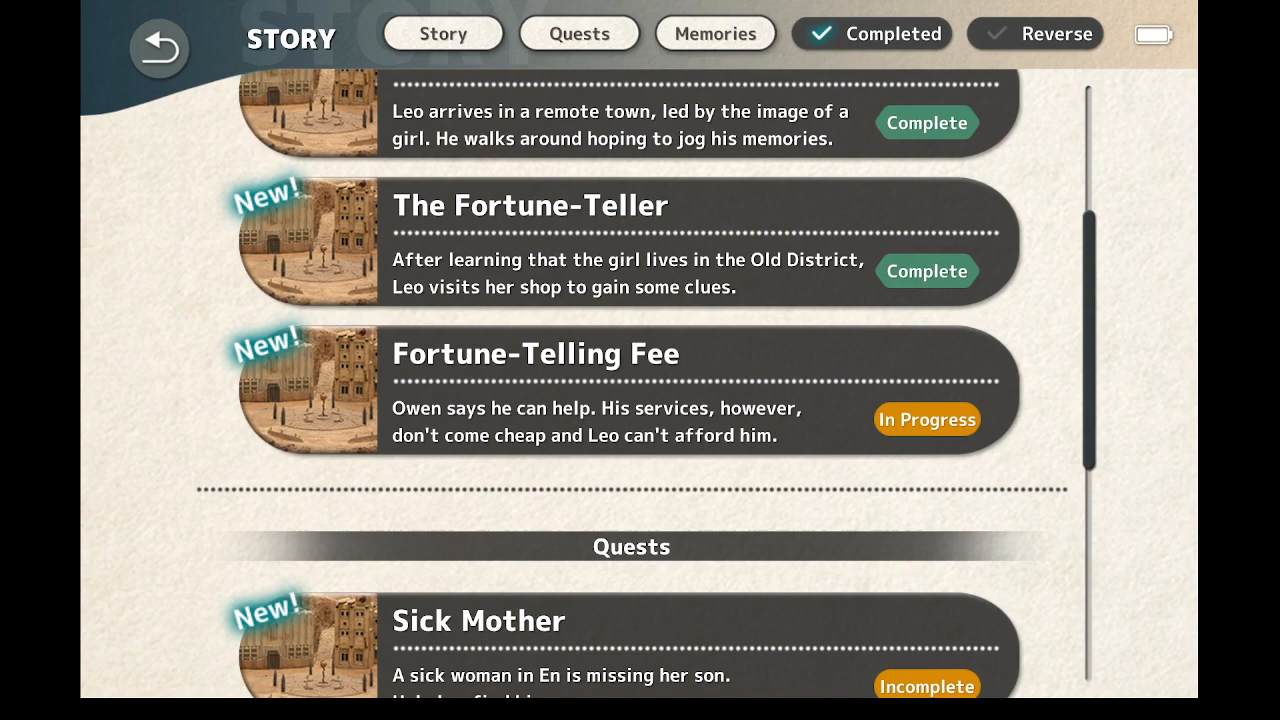 STORY
Story
Quests
Memories
Completed
Reverse
Leo arrives in a remote town, led by the image of a
girl. He walks around hoping to jog his memories.
Complete
New!
The Fortune-Teller
After learning that the girl lives in the Old District,
Leo visits her shop to gain some clues.
Complete
New!
Fortune-Telling Fee
Owen says he can help. His services, however,
don't come cheap and Leo can't afford him.
In Progress
Quests
New!
Sick Mother
A sick woman in En is missing her son.
Incomplete